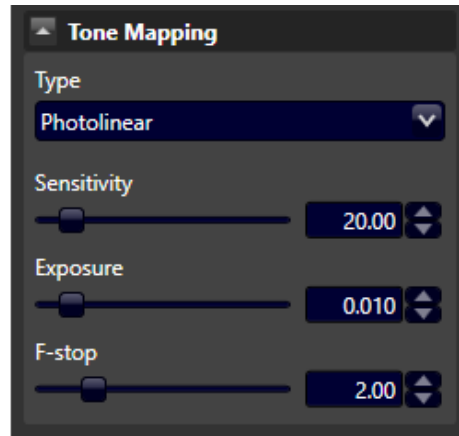 Tone Mapping
Type
Photolinear
Sensitivity
20.00
Exposure
0.010
F-stop
2.00